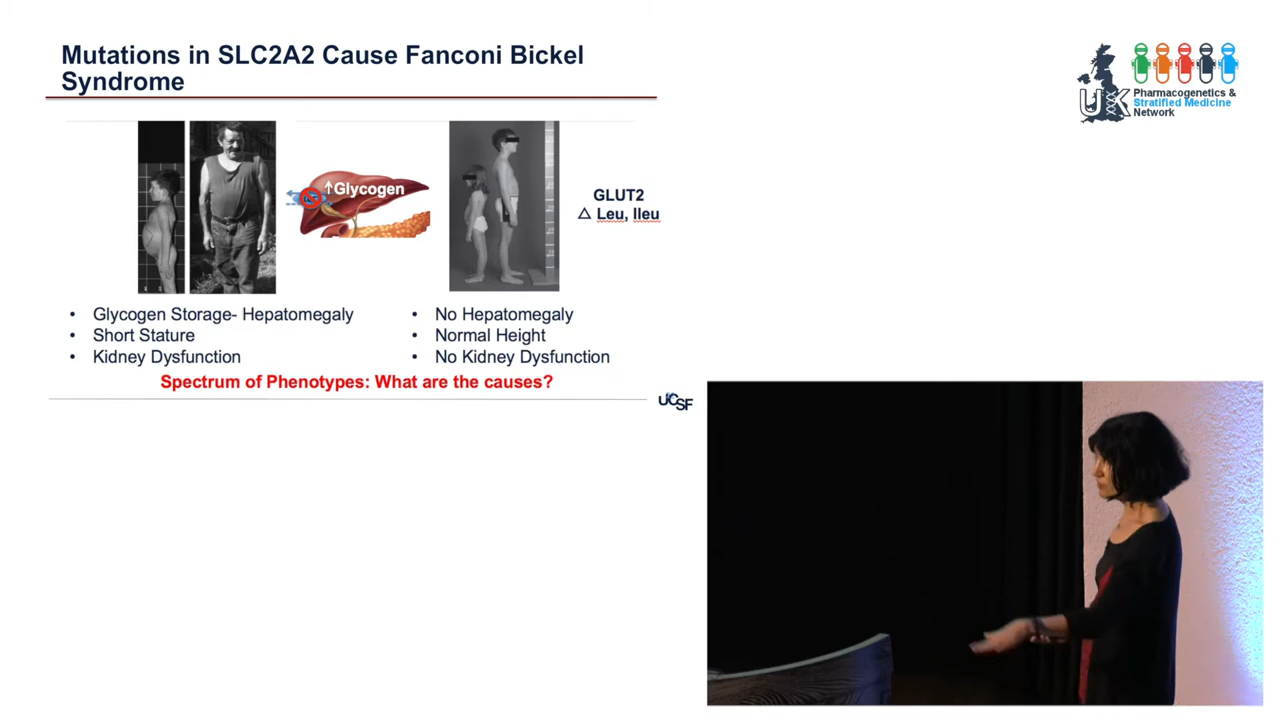 Mutations in SLC2A2 Cause Fanconi Bickel
Syndrome
UK
Pharmacogenetics &
Stratified Medicine
Network
↑Glycogen
GLUT2
△ Leu, Ileu
• Glycogen Storage- Hepatomegaly
• Short Stature
• Kidney Dysfunction
• No Hepatomegaly
• Normal Height
• No Kidney Dysfunction
Spectrum of Phenotypes: What are the causes?
UCSF